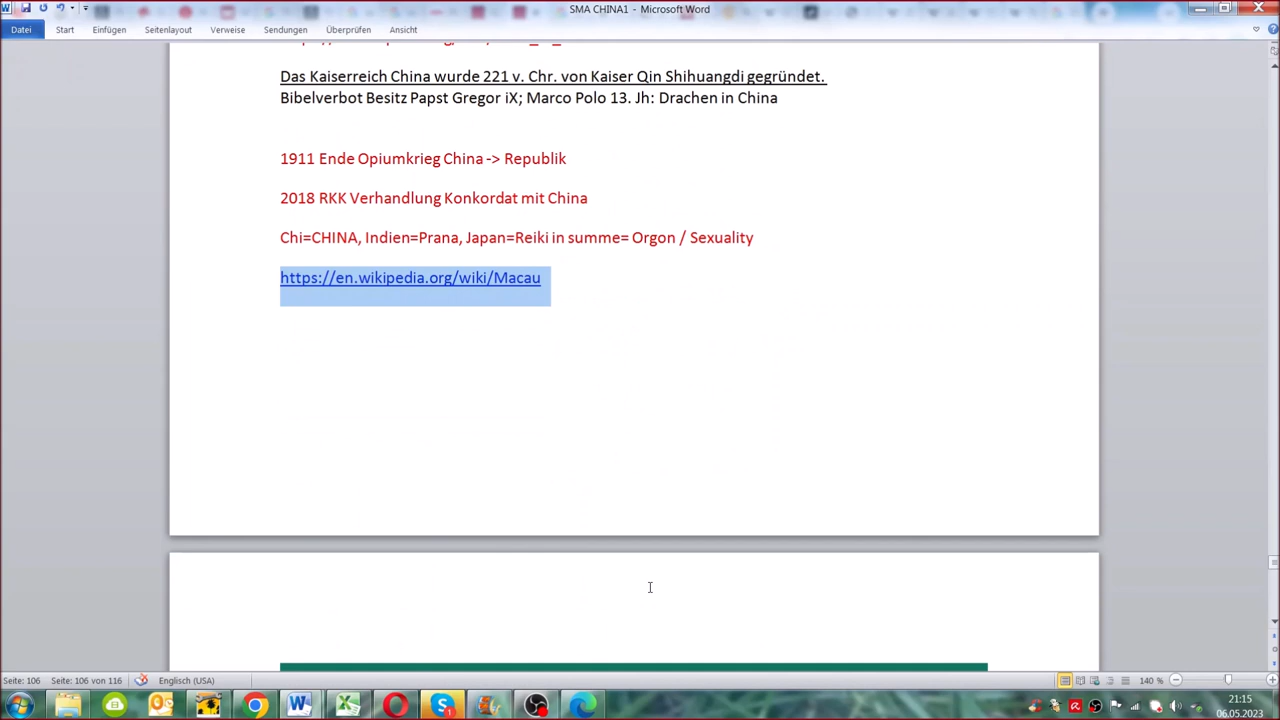 SMA CHINA1 - Microsoft Word
Datei Start Einfügen Seitenlayout Verweise Sendungen Überprüfen Ansicht
Das Kaiserreich China wurde 221 v. Chr. von Kaiser Qin Shihuangdi gegründet.
Bibelverbot Besitz Papst Gregor iX; Marco Polo 13. Jh: Drachen in China
1911 Ende Opiumkrieg China -> Republik
2018 RKK Verhandlung Konkordat mit China
Chi=CHINA, Indien=Prana, Japan=Reiki in summe= Orgon / Sexuality
https://en.wikipedia.org/wiki/Macau
Seite: 106 Seite: 106 von 116 Englisch (USA) 140 %
21:15
06.05.2023